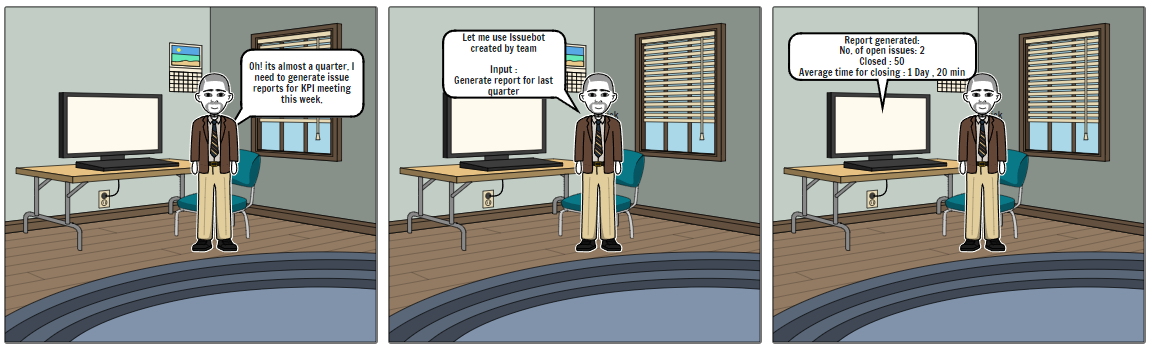 Oh! its almost a quarter, I
need to generate issue
reports for KPI meeting
this week.
Let me use Issuebot
created by team
Input :
Generate report for last
quarter
Report generated:
No. of open issues: 2
Closed : 50
Average time for closing : 1 Day , 20 min